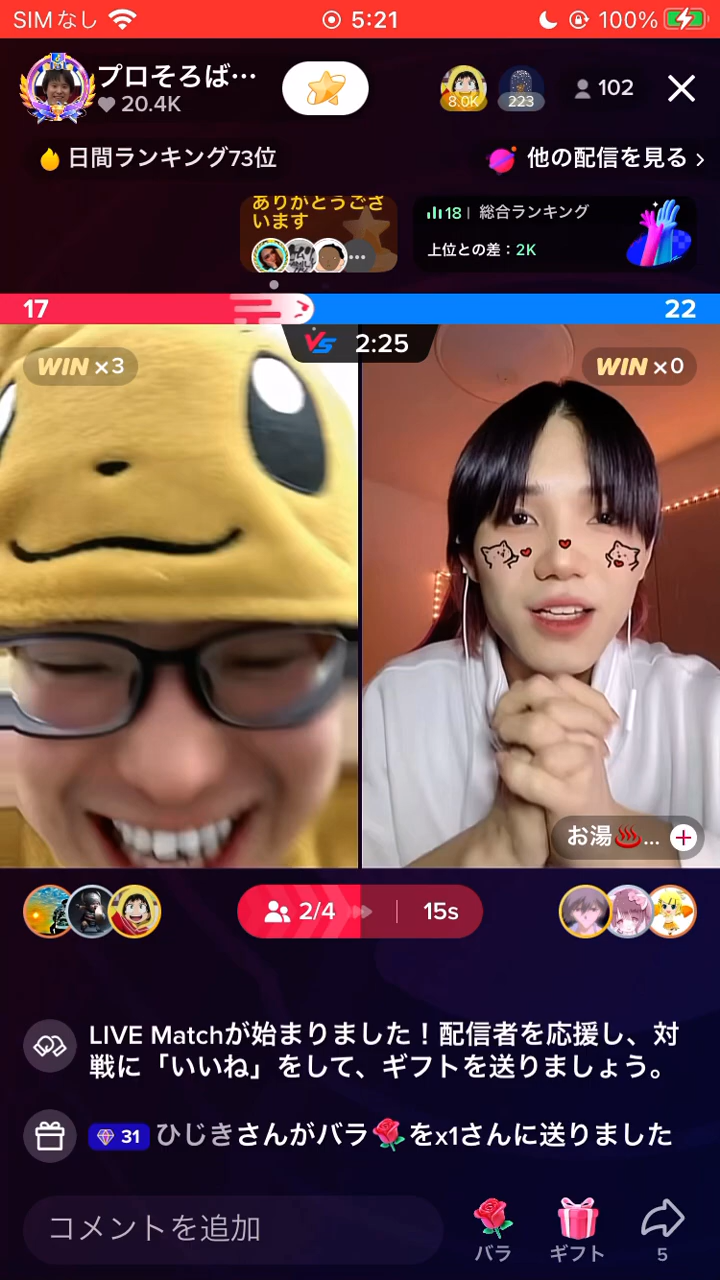 SIMなし 5:21 100%
プロそろば…
20.4K
8.0K 223 102
日間ランキング73位
他の配信を見る
ありがとうござ
います
18 | 総合ランキング
上位との差：2K
17 22
VS 2:25
WIN ×3
WIN ×0
お湯♨️...
2/4 15s
LIVE Matchが始まりました！配信者を応援し、対
戦に「いいね」をして、ギフトを送りましょう。
31 ひじきさんがバラ🌹をx1さんに送りました
コメントを追加
バラ ギフト 5